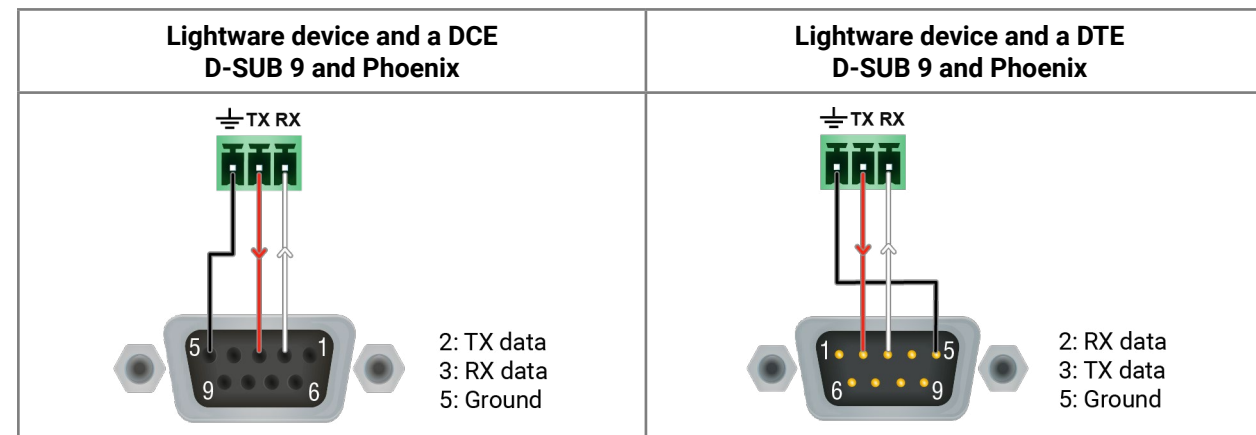 Lightware device and a DCE
D-SUB 9 and Phoenix
Lightware device and a DTE
D-SUB 9 and Phoenix
TX RX
5 1
9 6
2: TX data
3: RX data
5: Ground
TX RX
1 5
6 9
2: RX data
3: TX data
5: Ground